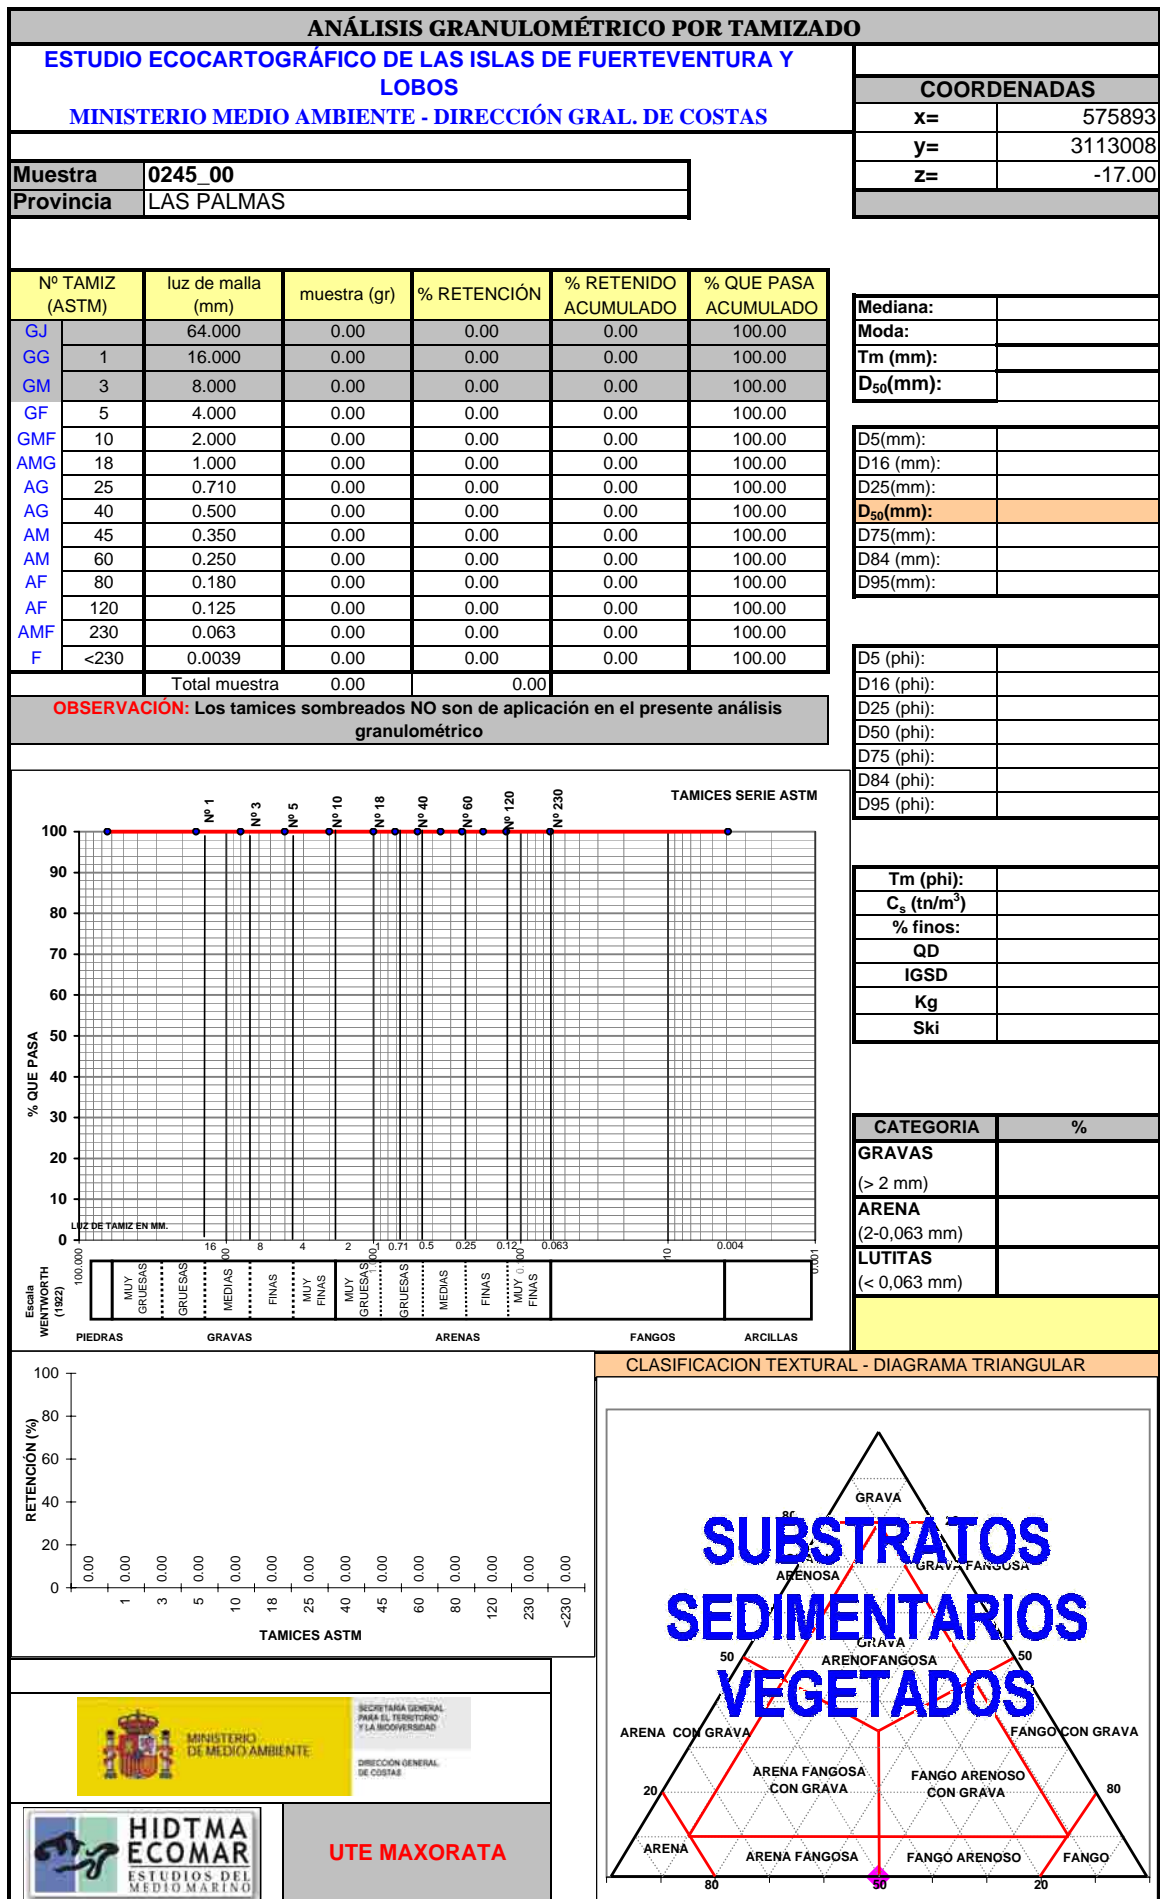 ANÁLISIS GRANULOMÉTRICO POR TAMIZADO
ESTUDIO ECOCARTOGRÁFICO DE LAS ISLAS DE FUERTEVENTURA Y
LOBOS
MINISTERIO MEDIO AMBIENTE - DIRECCIÓN GRAL. DE COSTAS
COORDENADAS
x= 575893
y= 3113008
z= -17.00
Muestra 0245_00
Provincia LAS PALMAS
Nº TAMIZ (ASTM) luz de malla (mm) muestra (gr) % RETENCIÓN % RETENIDO ACUMULADO % QUE PASA ACUMULADO
GJ 64.000 0.00 0.00 0.00 100.00
GG 1 16.000 0.00 0.00 0.00 100.00
GM 3 8.000 0.00 0.00 0.00 100.00
GF 5 4.000 0.00 0.00 0.00 100.00
GMF 10 2.000 0.00 0.00 0.00 100.00
AMG 18 1.000 0.00 0.00 0.00 100.00
AG 25 0.710 0.00 0.00 0.00 100.00
AG 40 0.500 0.00 0.00 0.00 100.00
AM 45 0.350 0.00 0.00 0.00 100.00
AM 60 0.250 0.00 0.00 0.00 100.00
AF 80 0.180 0.00 0.00 0.00 100.00
AF 120 0.125 0.00 0.00 0.00 100.00
AMF 230 0.063 0.00 0.00 0.00 100.00
F <230 0.0039 0.00 0.00 0.00 100.00
Total muestra 0.00 0.00
OBSERVACIÓN: Los tamices sombreados NO son de aplicación en el presente análisis
granulométrico
Mediana:
Moda:
Tm (mm):
D50(mm):
D5(mm):
D16 (mm):
D25(mm):
D50(mm):
D75(mm):
D84 (mm):
D95(mm):
D5 (phi):
D16 (phi):
D25 (phi):
D50 (phi):
D75 (phi):
D84 (phi):
D95 (phi):
Tm (phi):
Cs (tn/m3)
% finos:
QD
IGSD
Kg
Ski
CATEGORIA %
GRAVAS
(> 2 mm)
ARENA
(2-0,063 mm)
LUTITAS
(< 0,063 mm)
TAMICES SERIE ASTM
Nº 1 Nº 3 Nº 5 Nº 10 Nº 18 Nº 40 Nº 60 Nº 120 Nº 230
% QUE PASA
100
90
80
70
60
50
40
30
20
10
0
LUZ DE TAMIZ EN MM.
16 8 4 2 1 0.71 0.5 0.25 0.12 0.063 0.004
100.000 0.001
Escala WENTWORTH (1922)
MUY GRUESAS GRUESAS MEDIAS FINAS MUY FINAS MUY GRUESAS GRUESAS MEDIAS FINAS MUY FINAS
PIEDRAS GRAVAS ARENAS FANGOS ARCILLAS
RETENCIÓN (%)
100
80
60
40
20
0
0.00 0.00 0.00 0.00 0.00 0.00 0.00 0.00 0.00 0.00 0.00 0.00 0.00 0.00
1 3 5 10 18 25 40 45 60 80 120 230 <230
TAMICES ASTM
CLASIFICACION TEXTURAL - DIAGRAMA TRIANGULAR
GRAVA
SUBSTRATOS
ARENOSA GRAVA FANGOSA
SEDIMENTARIOS
GRAVA
ARENOFANGOSA
50 50
VEGETADOS
ARENA CON GRAVA FANGO CON GRAVA
ARENA FANGOSA CON GRAVA FANGO ARENOSO CON GRAVA
20 80
ARENA ARENA FANGOSA FANGO ARENOSO FANGO
80 50 20
MINISTERIO
DE MEDIO AMBIENTE
SECRETARÍA GENERAL
PARA EL TERRITORIO
Y LA BIODIVERSIDAD
DIRECCIÓN GENERAL
DE COSTAS
HIDTMA
ECOMAR
ESTUDIOS DEL
MEDIO MARINO
UTE MAXORATA